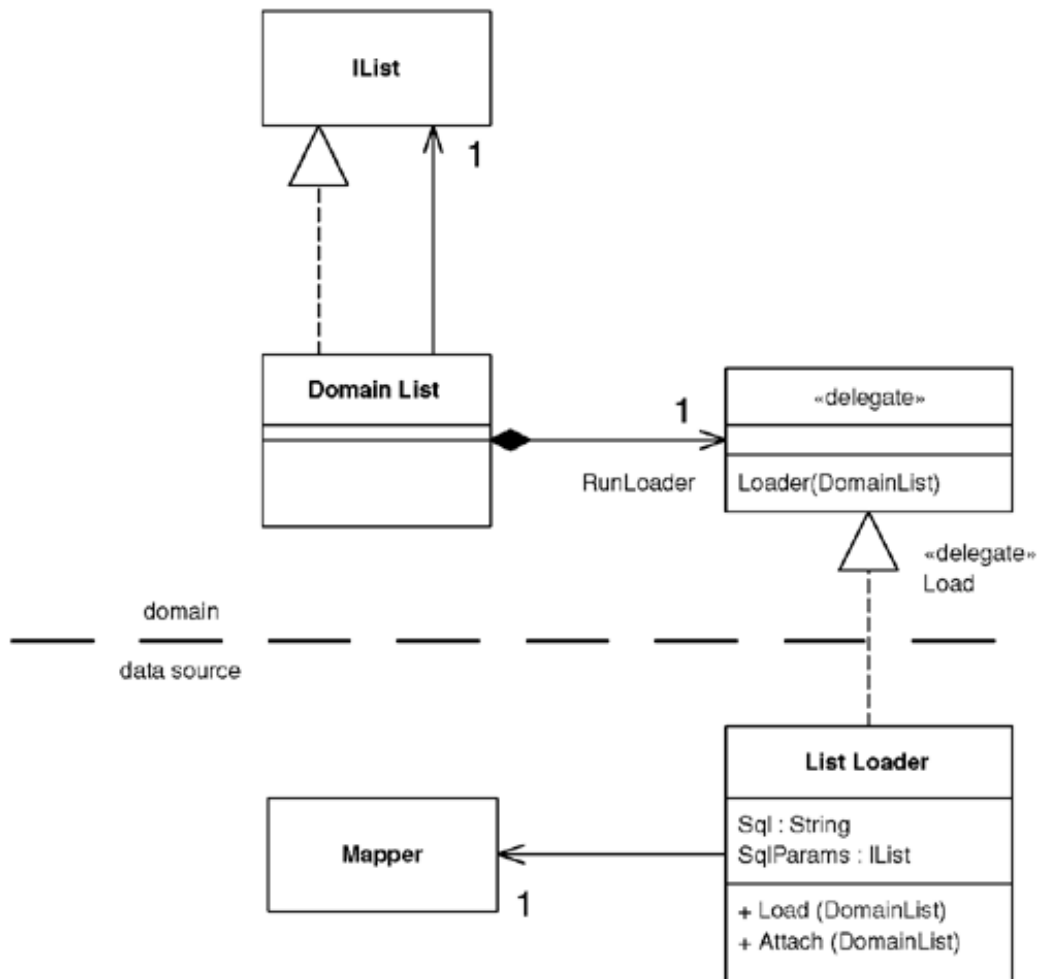 IList
1
Domain List
1
«delegate»
RunLoader
Loader(DomainList)
«delegate»
Load
domain
data source
List Loader
Sql : String
SqlParams : IList
Mapper
1
+ Load (DomainList)
+ Attach (DomainList)